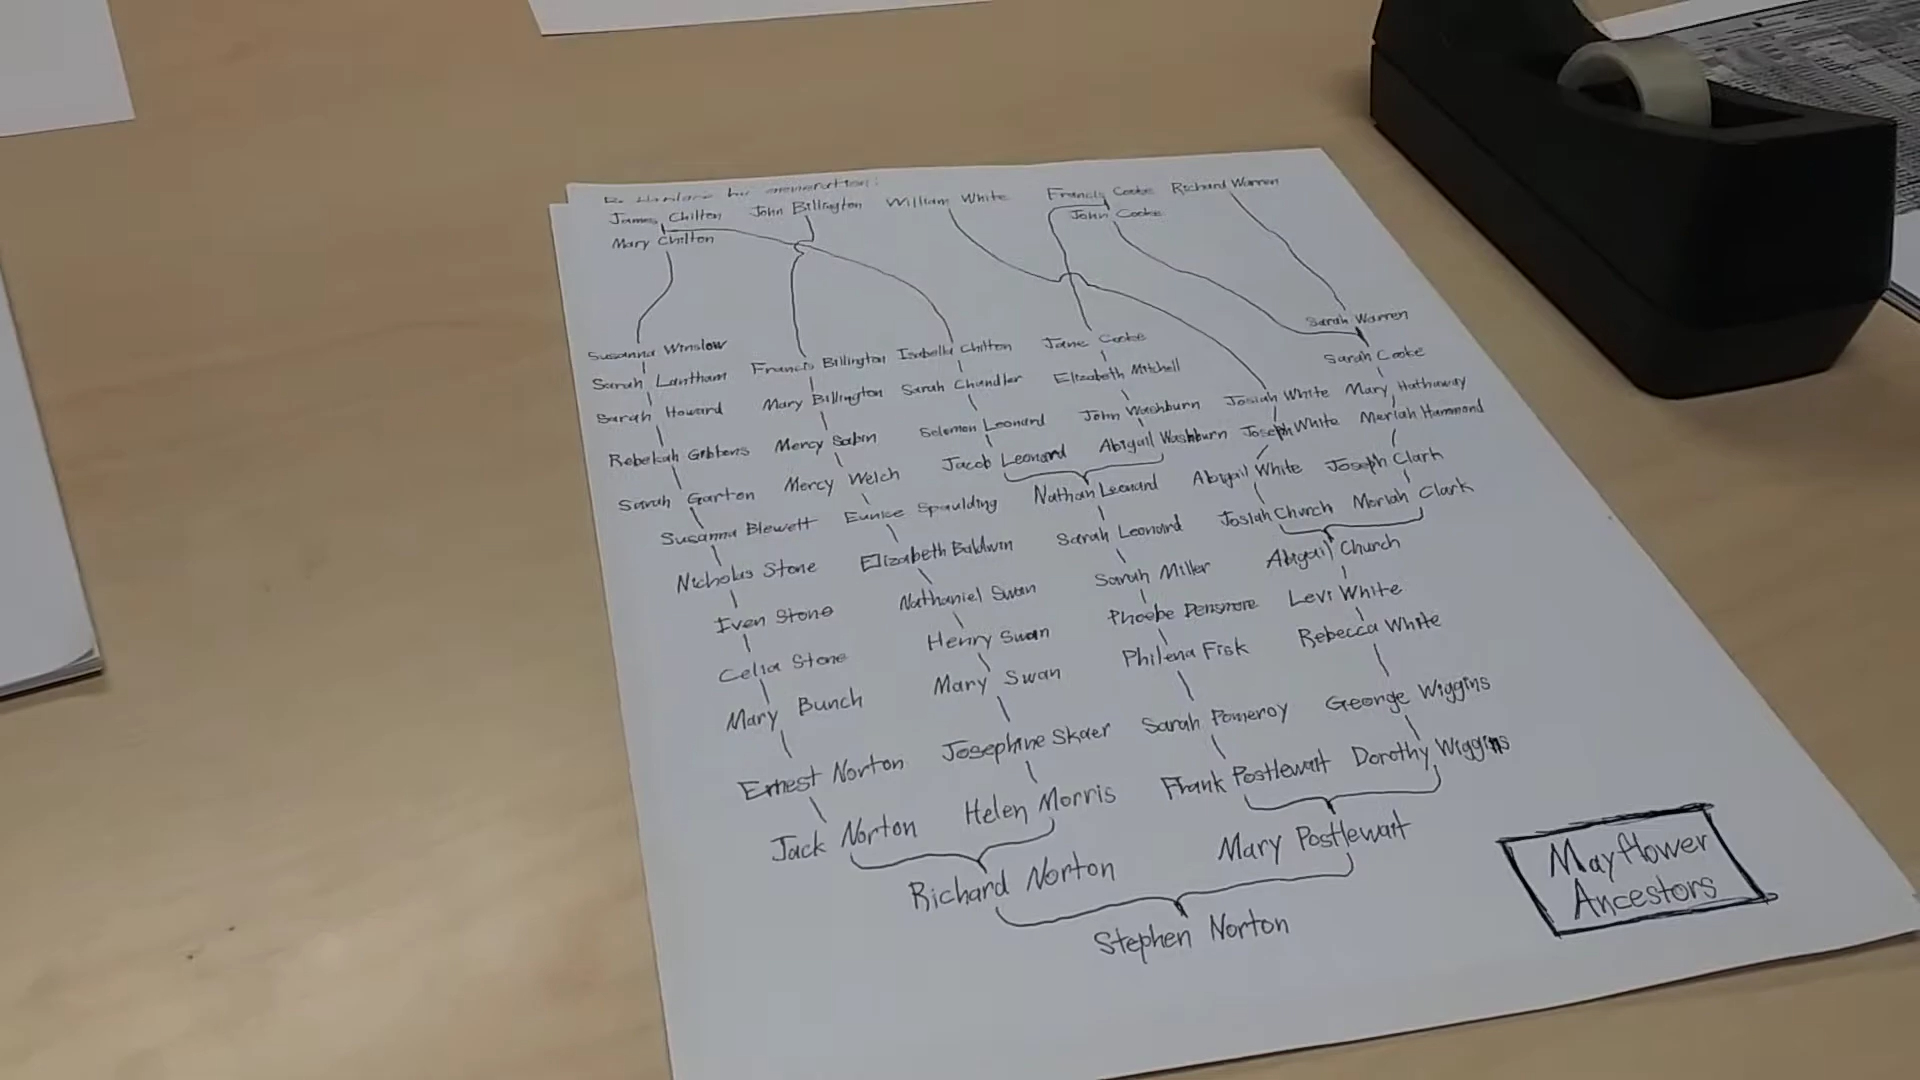 by generation:
James Chilton John Billington William White Francis Cooke Richard Warren
Mary Chilton John Cooke
Sarah Warren
Susanna Winslow Francis Billington Isabella Chilton Jane Cooke Sarah Cooke
Sarah Lantham Mary Billington Sarah Chandler Elizabeth Mitchell Josiah White Mary Hathaway
Sarah Howard Mercy Sabin Solomon Leonard John Washburn Joseph White Meriah Hammond
Rebekah Gibbens Mercy Welch Jacob Leonard Abigail Washburn Abigail White Joseph Clark
Sarah Garton Eunice Spaulding Nathan Leonard Josiah Church Moriah Clark
Susanna Blewett Elizabeth Baldwin Sarah Leonard Abigail Church
Nicholas Stone Nathaniel Swan Sarah Miller Levi White
Iven Stone Henry Swan Phoebe Densmore Rebecca White
Celia Stone Mary Swan Philena Fisk
Mary Bunch Josephine Skaer Sarah Pomeroy George Wiggins
Ernest Norton Helen Morris Frank Postlewait Dorothy Wiggins
Jack Norton Mary Postlewait
Richard Norton
Stephen Norton
Mayflower
Ancestors